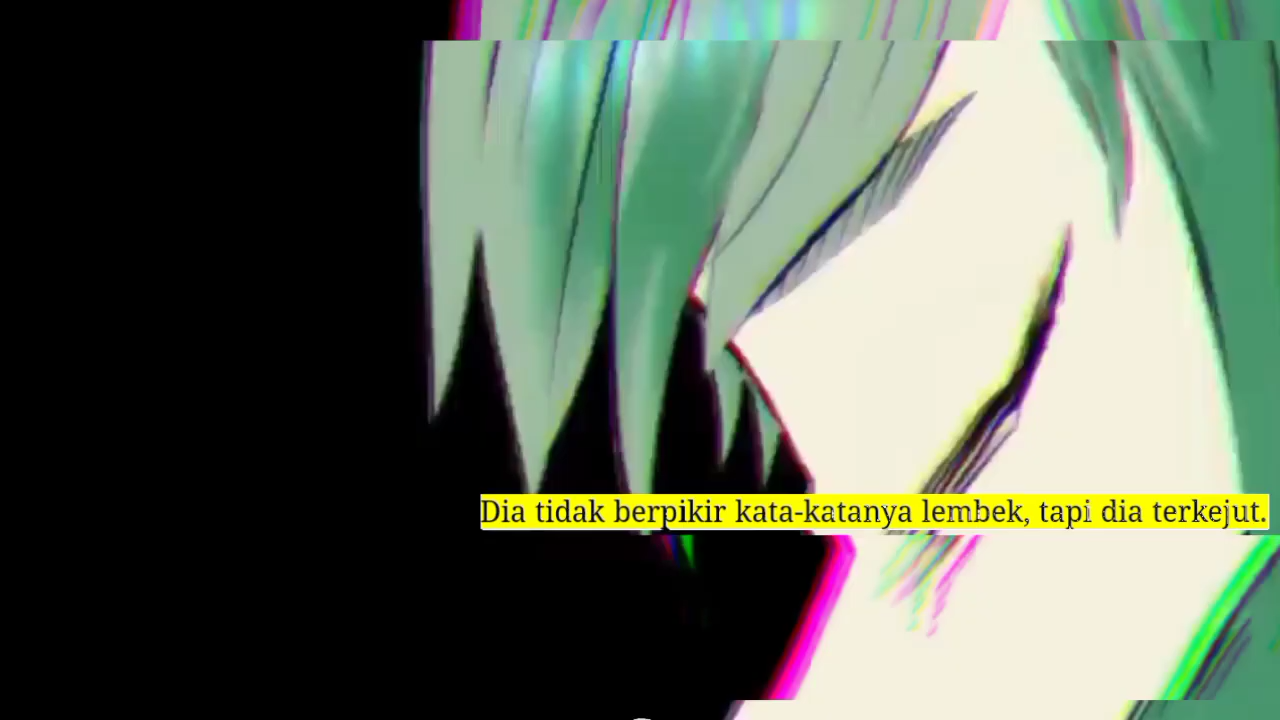 Dia tidak berpikir kata-katanya lembek, tapi dia terkejut.